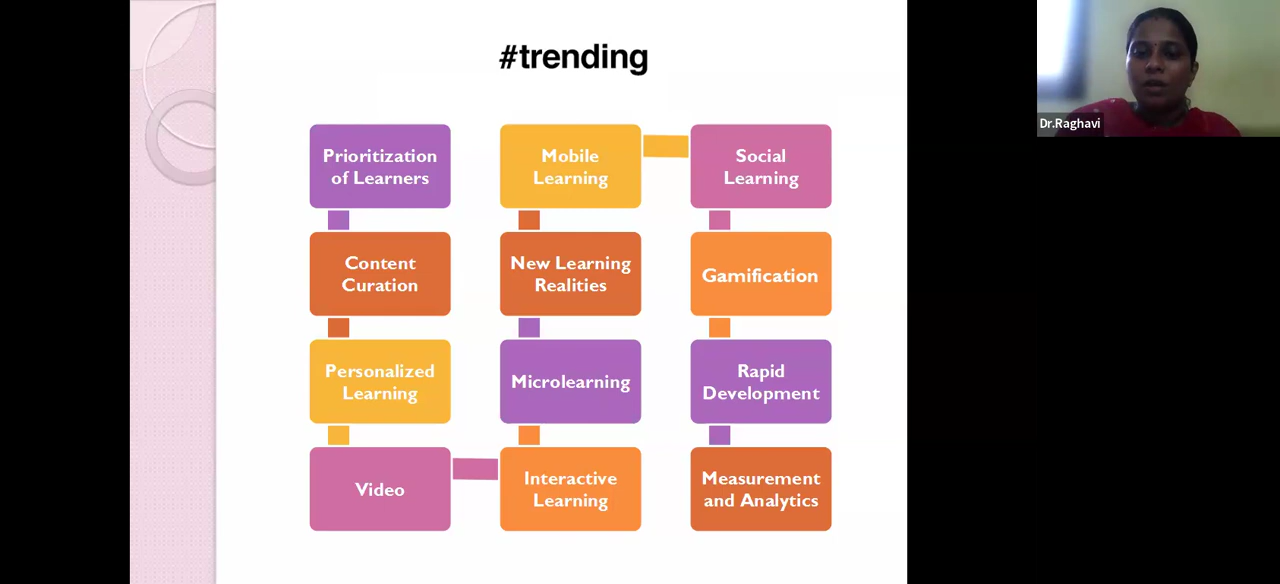 #trending
Prioritization
of Learners
Content
Curation
Personalized
Learning
Video
Mobile
Learning
New Learning
Realities
Microlearning
Interactive
Learning
Social
Learning
Gamification
Rapid
Development
Measurement
and Analytics
Dr.Raghavi